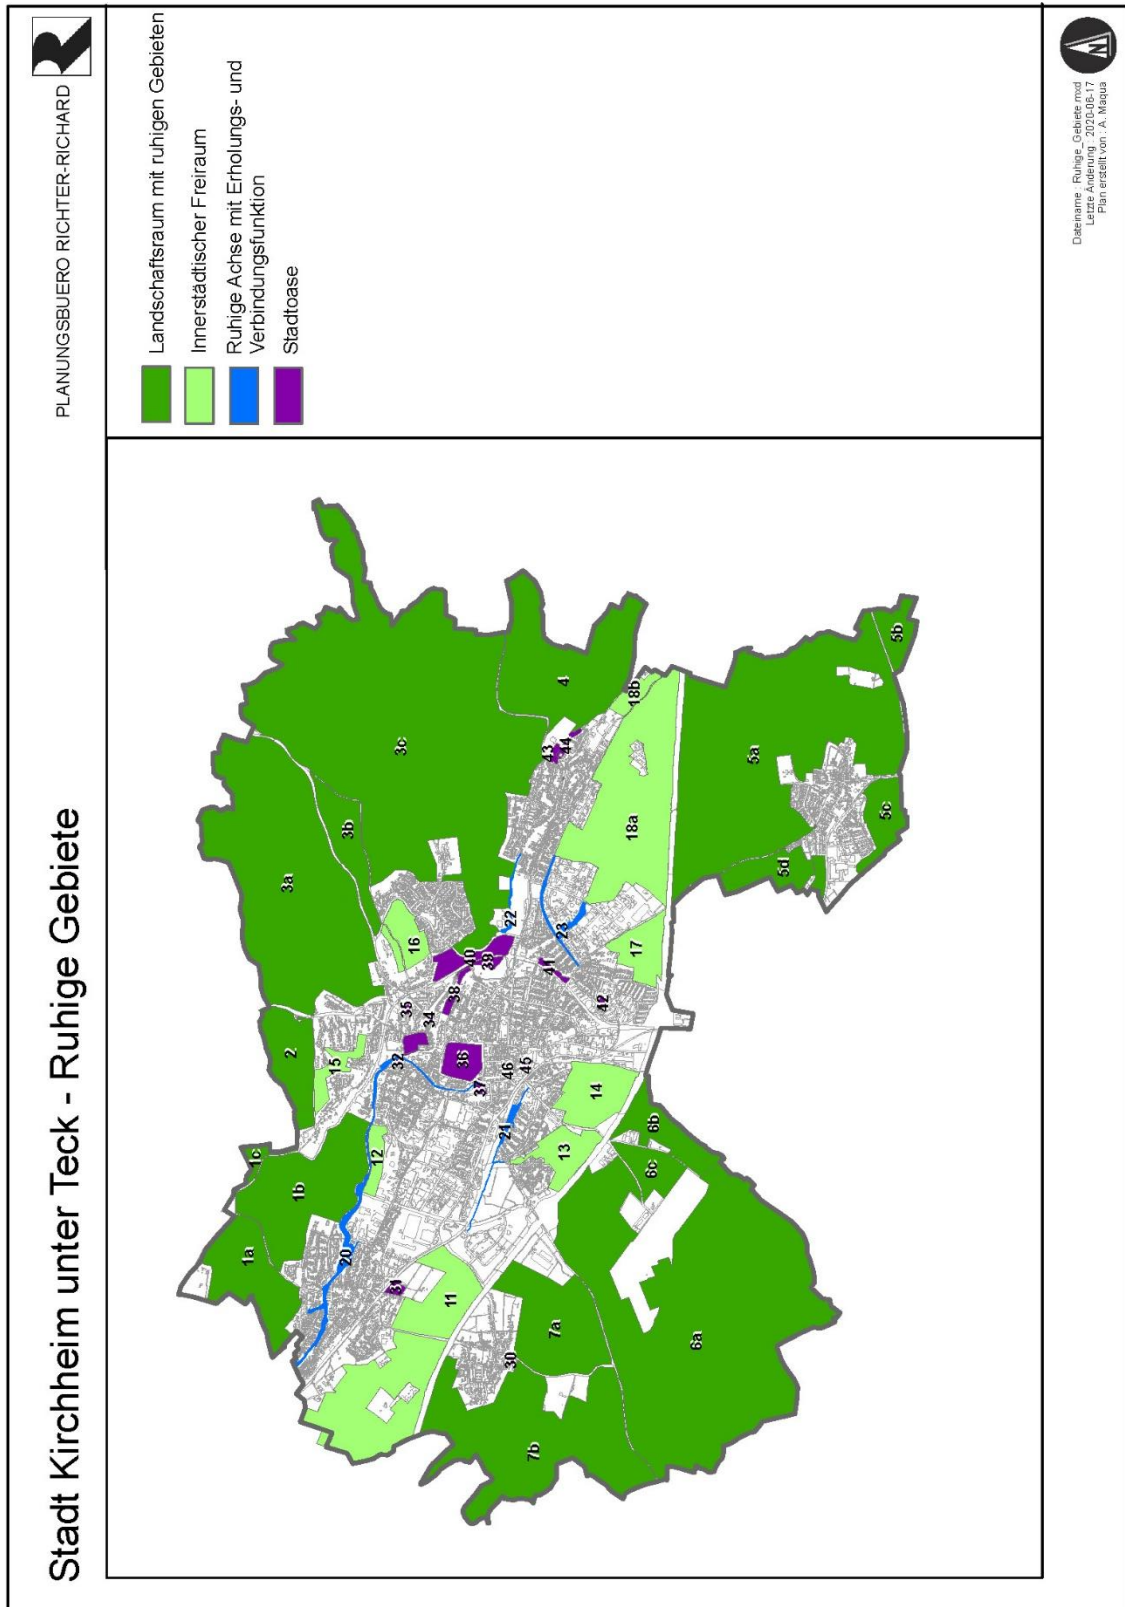 Stadt Kirchheim unter Teck - Ruhige Gebiete
PLANUNGSBUERO RICHTER-RICHARD
Landschaftsraum mit ruhigen Gebieten
Innerstädtischer Freiraum
Ruhige Achse mit Erholungs- und
Verbindungsfunktion
Stadtoase
1a
1b
1c
2
3a
3b
3c
4
5a
5b
5c
5d
6a
6b
6c
7a
7b
11
12
13
14
15
16
17
18a
18b
20
21
22
23
30
31
32
34
35
36
37
38
39
40
41
42
43
44
45
46
N
Dateiname : Ruhige_Gebiete.mxd
Letzte Änderung : 2020-06-17
Plan erstellt von : A. Maqua